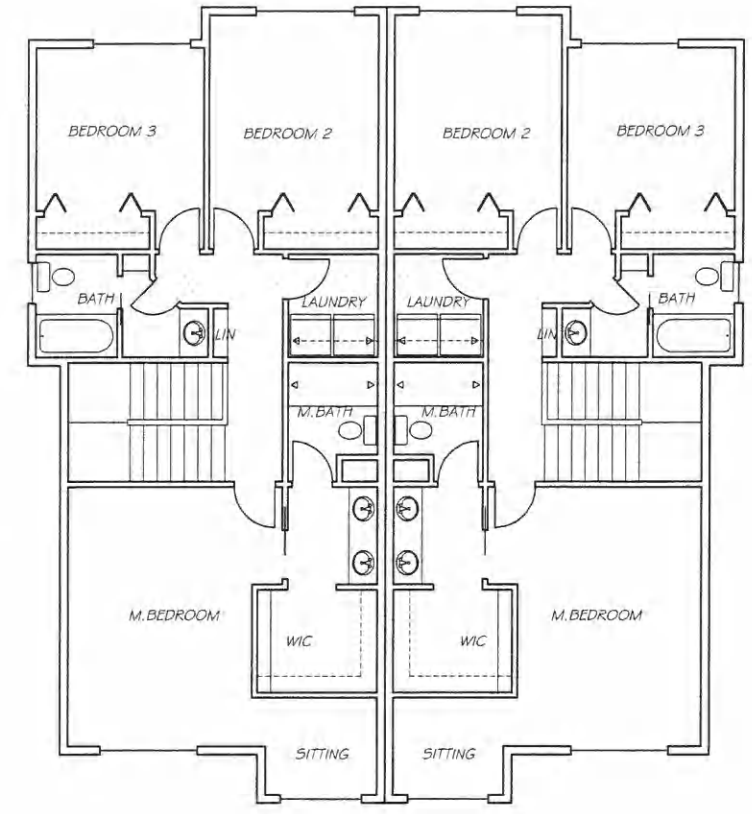 BEDROOM 3
BEDROOM 2
BEDROOM 2
BEDROOM 3
BATH
LAUNDRY
LAUNDRY
BATH
LIN
LIN
M.BATH
M.BATH
M.BEDROOM
WIC
WIC
M.BEDROOM
SITTING
SITTING